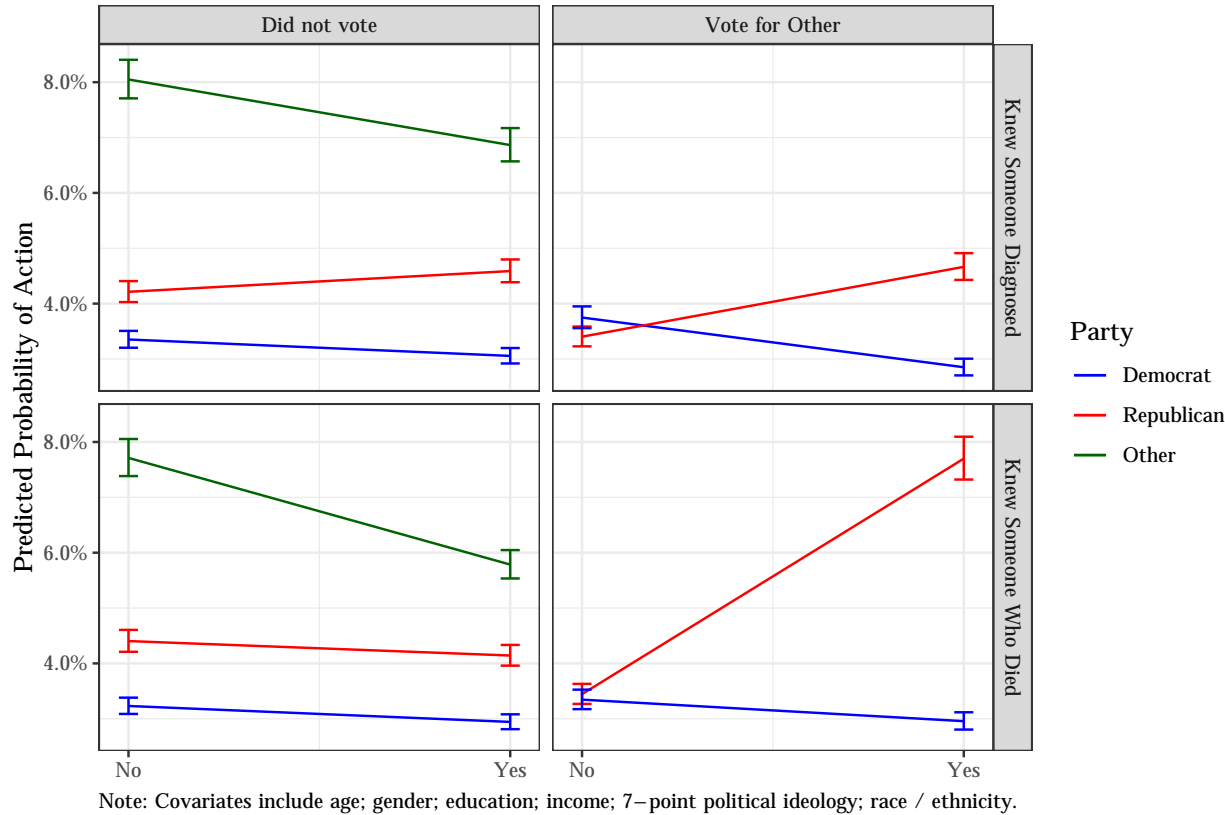 Did not vote
Vote for Other
8.0%
6.0%
4.0%
Knew Someone Diagnosed
8.0%
6.0%
4.0%
Knew Someone Who Died
Predicted Probability of Action
No
Yes
No
Yes
Party
Democrat
Republican
Other
Note: Covariates include age; gender; education; income; 7−point political ideology; race / ethnicity.